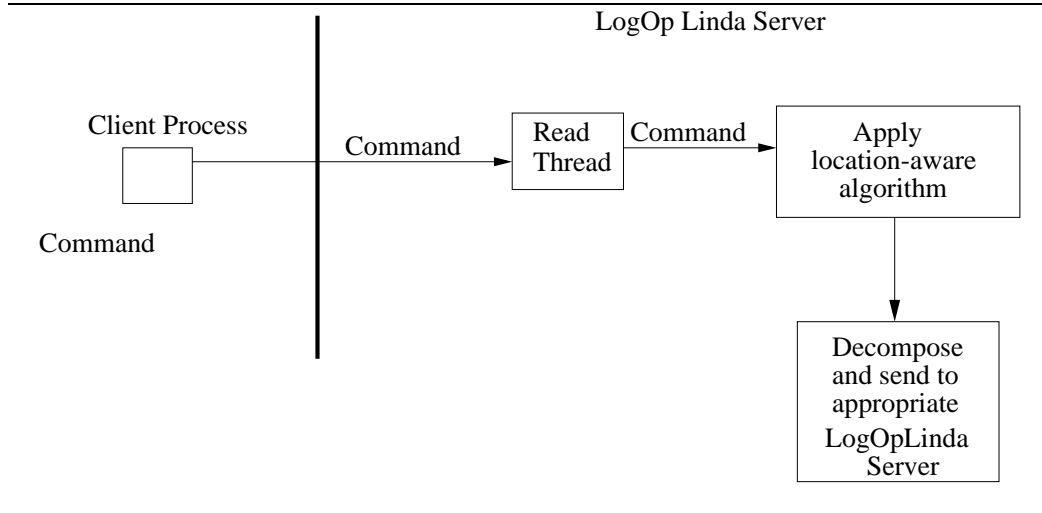 LogOp Linda Server
Client Process
Command
Command
Read
Thread
Command
Apply
location-aware
algorithm
Decompose
and send to
appropriate
LogOpLinda
Server